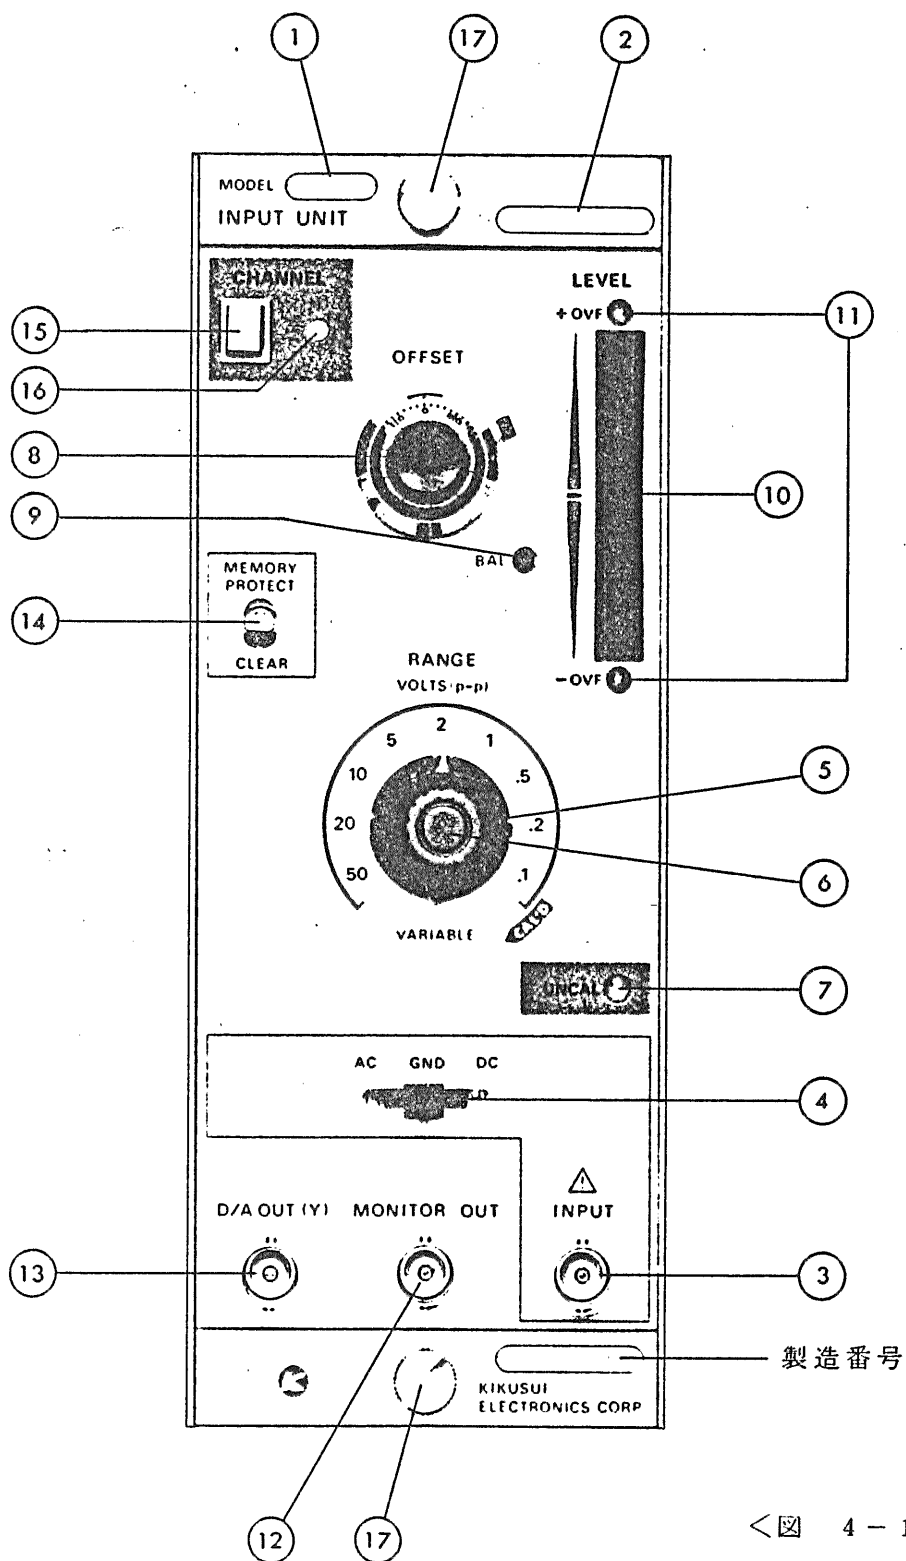 1 17 2
MODEL
INPUT UNIT
CHANNEL
LEVEL
+ OVF
15
11
OFFSET
16
0
8
10
9
BAL
MEMORY
PROTECT
14
CLEAR
- OVF
RANGE
VOLTS (p-p)
2
5 1
10 .5
5
20 .2
50 .1
6
VARIABLE
CAL'D
UNCAL
7
AC GND DC
4
D/A OUT (Y) MONITOR OUT INPUT
13
3
製造番号
KIKUSUI
ELECTRONICS CORP
12 17
<図 4-1